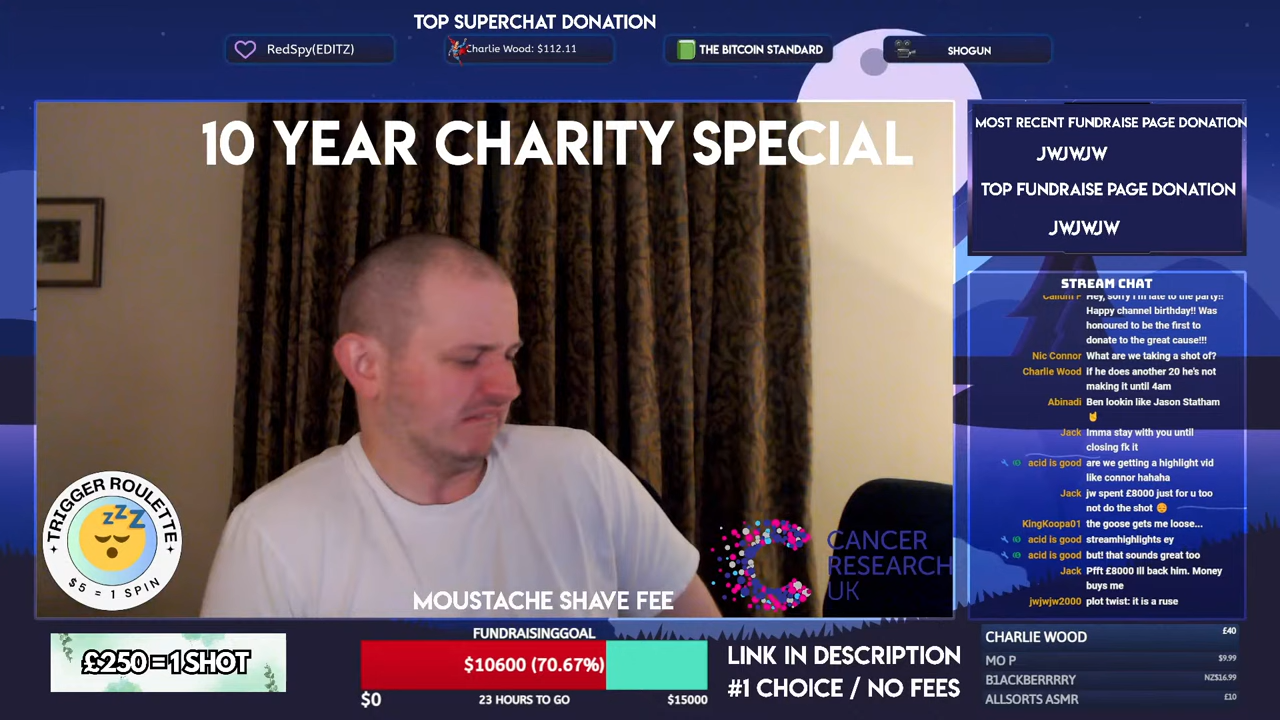 TOP SUPERCHAT DONATION
RedSpy(EDITZ)
Charlie Wood: $112.11
THE BITCOIN STANDARD
SHOGUN
10 YEAR CHARITY SPECIAL
MOST RECENT FUNDRAISE PAGE DONATION
JWJWJW
TOP FUNDRAISE PAGE DONATION
JWJWJW
STREAM CHAT
Callum F Hey, sorry I'm late to the party!!
Happy channel birthday!! Was
honoured to be the first to
donate to the great cause!!!
Nic Connor What are we taking a shot of?
Charlie Wood if he does another 20 he's not
making it until 4am
Abinadi Ben lookin like Jason Statham
Jack Imma stay with you until
closing fk it
acid is good are we getting a highlight vid
like connor hahaha
Jack jw spent £8000 just for u too
not do the shot
KingKoopa01 the goose gets me loose...
acid is good streamhighlights ey
acid is good but! that sounds great too
Jack Pfft £8000 Ill back him. Money
buys me
jwjwjw2000 plot twist: it is a ruse
TRIGGER ROULETTE
zzZ
$5 = 1 SPIN
CANCER
RESEARCH
UK
MOUSTACHE SHAVE FEE
£250 = 1 SHOT
FUNDRAISINGGOAL
$10600 (70.67%)
$0
23 HOURS TO GO
$15000
LINK IN DESCRIPTION
#1 CHOICE / NO FEES
CHARLIE WOOD £40
MO P $9.99
B1ACKBERRRRY NZ$16.99
ALLSORTS ASMR £10